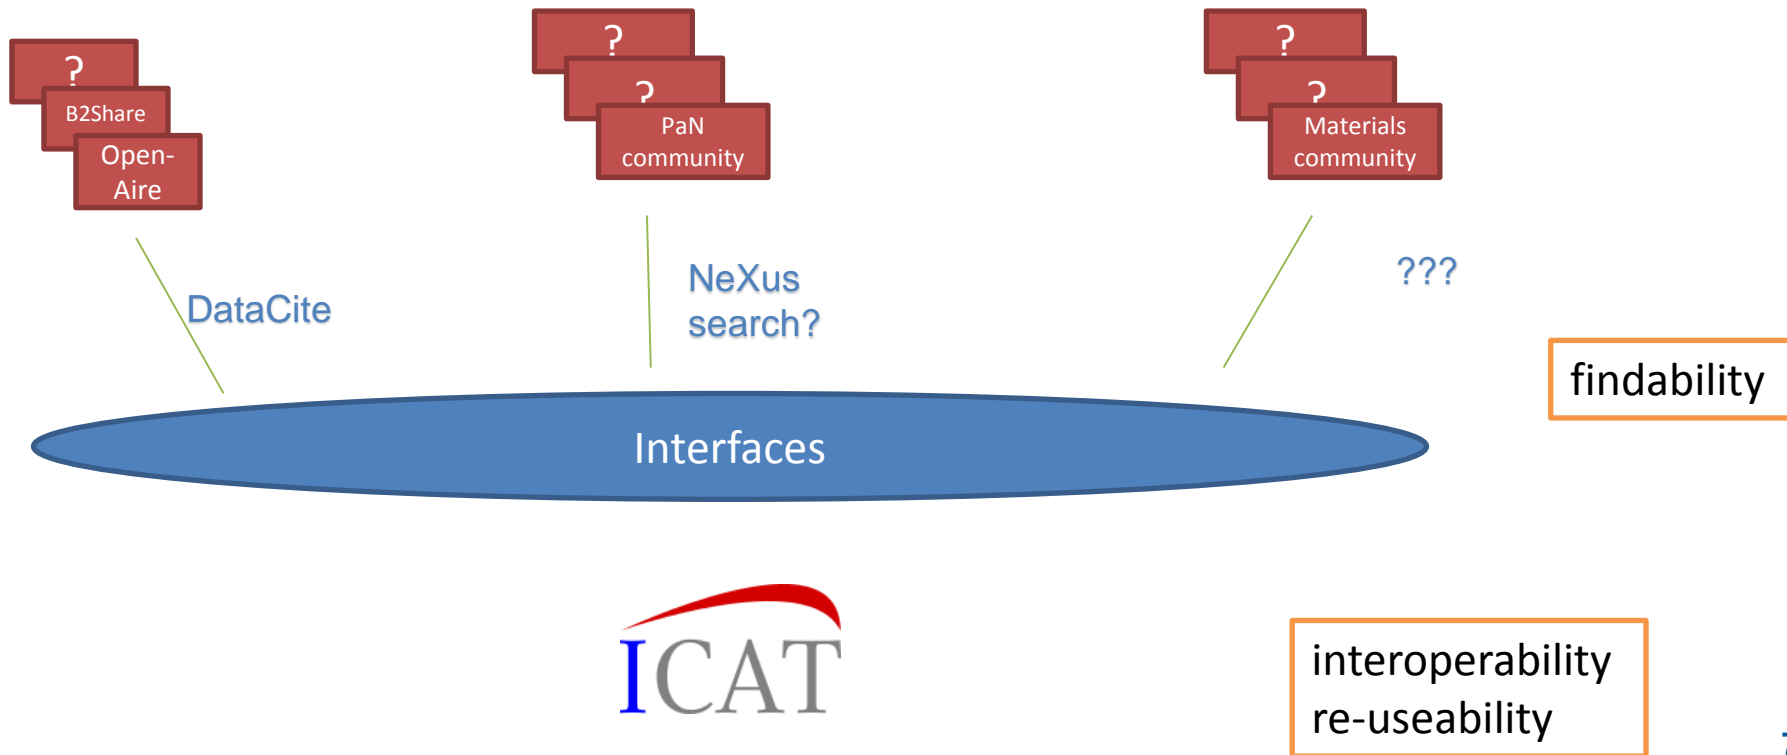 ?
B2Share
Open-
Aire
?
?
PaN
community
?
?
Materials
community
DataCite
NeXus
search?
???
findability
Interfaces
ICAT
interoperability
re-useability